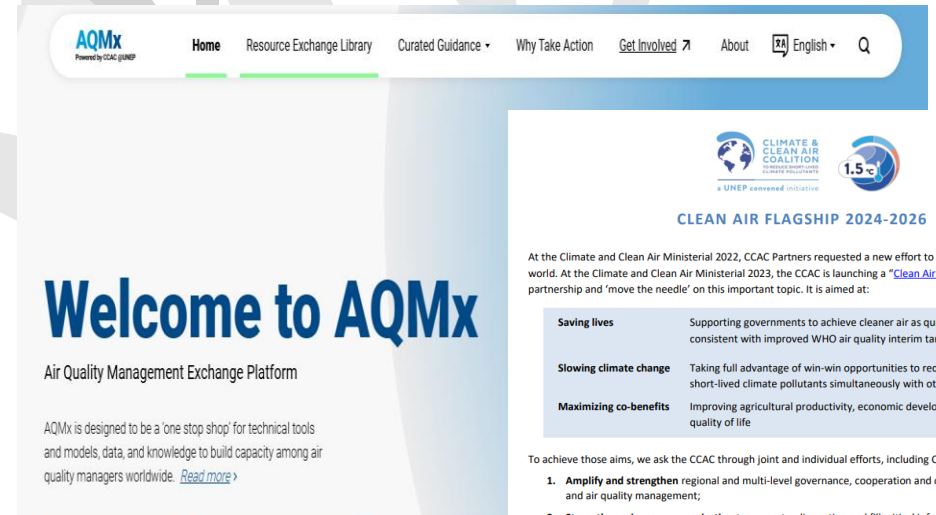 AQMx
Powered by CCAC @UNEP
Home
Resource Exchange Library
Curated Guidance
Why Take Action
Get Involved
About
English
Welcome to AQMx
Air Quality Management Exchange Platform
AQMx is designed to be a 'one stop shop' for technical tools
and models, data, and knowledge to build capacity among air
quality managers worldwide. Read more >
CLIMATE &
CLEAN AIR
COALITION
TO REDUCE SHORT-LIVED
CLIMATE POLLUTANTS
a UNEP convened initiative
1.5 °C
CLEAN AIR FLAGSHIP 2024-2026
At the Climate and Clean Air Ministerial 2022, CCAC Partners requested a new effort to
world. At the Climate and Clean Air Ministerial 2023, the CCAC is launching a "Clean Air
partnership and 'move the needle' on this important topic. It is aimed at:
Saving lives Supporting governments to achieve cleaner air as
consistent with improved WHO air quality interim
Slowing climate change Taking full advantage of win-win opportunities to
short-lived climate pollutants simultaneously with
Maximizing co-benefits Improving agricultural productivity, economic
quality of life
To achieve those aims, we ask the CCAC through joint and individual efforts, including
1. Amplify and strengthen regional and multi-level governance, cooperation and
and air quality management;